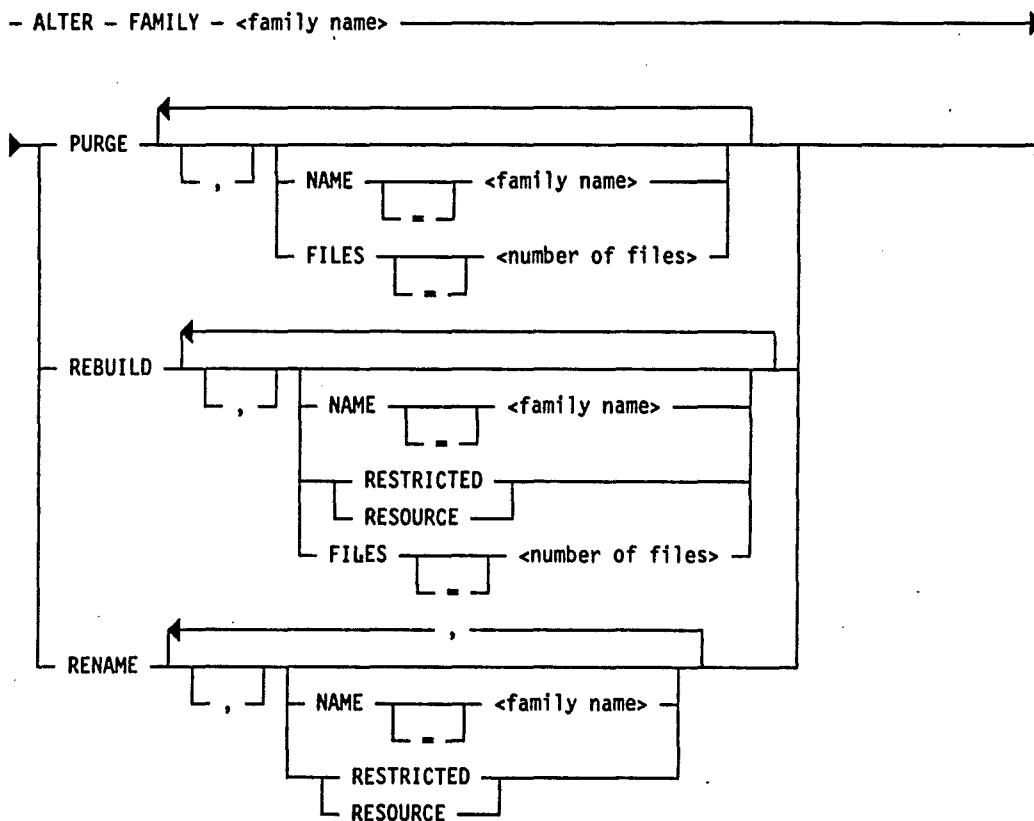 - ALTER - FAMILY - <family name>
PURGE
,
NAME = <family name>
FILES = <number of files>
REBUILD
,
NAME = <family name>
RESTRICTED
RESOURCE
FILES = <number of files>
,
RENAME
,
NAME = <family name>
RESTRICTED
RESOURCE